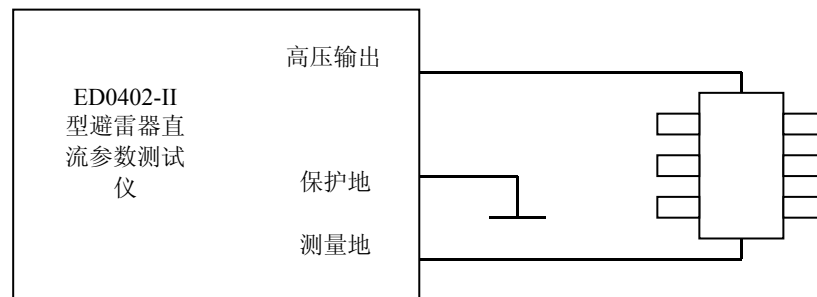 高压输出
ED0402-II
型避雷器直
流参数测试
仪
保护地
测量地